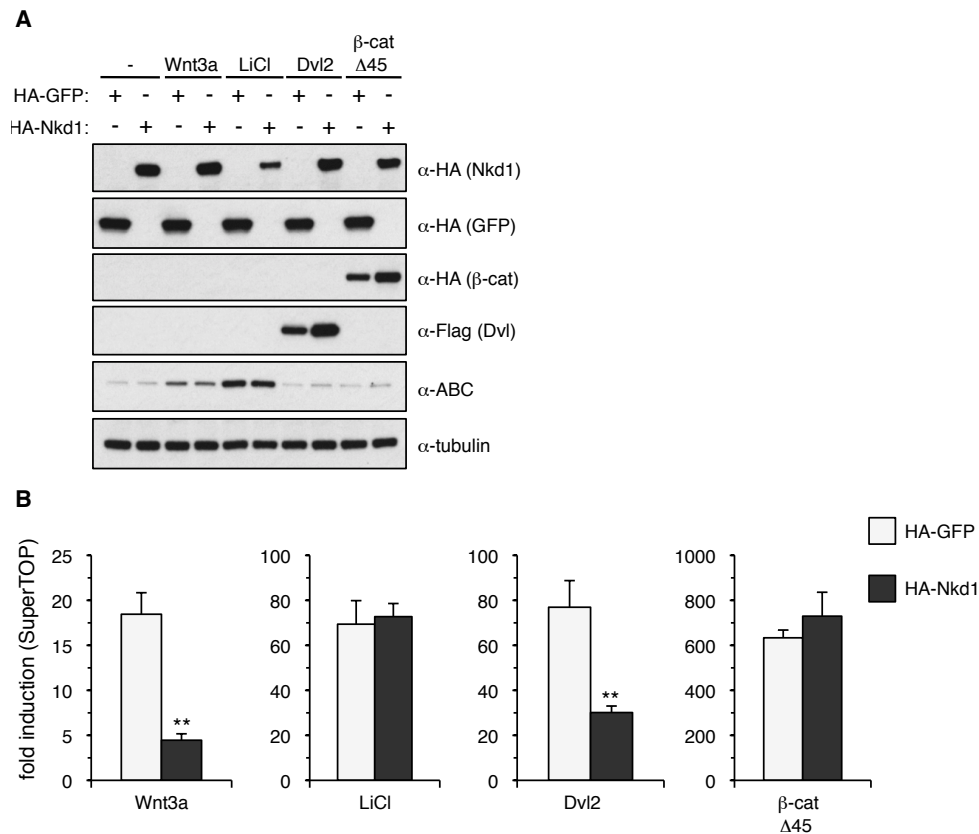 A
- Wnt3a LiCl Dvl2 β-cat Δ45
HA-GFP: + - + - + - + - + -
HA-Nkd1: - + - + - + - + - +
α-HA (Nkd1)
α-HA (GFP)
α-HA (β-cat)
α-Flag (Dvl)
α-ABC
α-tubulin
B
HA-GFP
HA-Nkd1
fold induction (SuperTOP)
25
20
15
10
5
0
**
Wnt3a
100
80
60
40
20
0
LiCl
100
80
60
40
20
0
**
Dvl2
1000
800
600
400
200
0
β-cat
Δ45